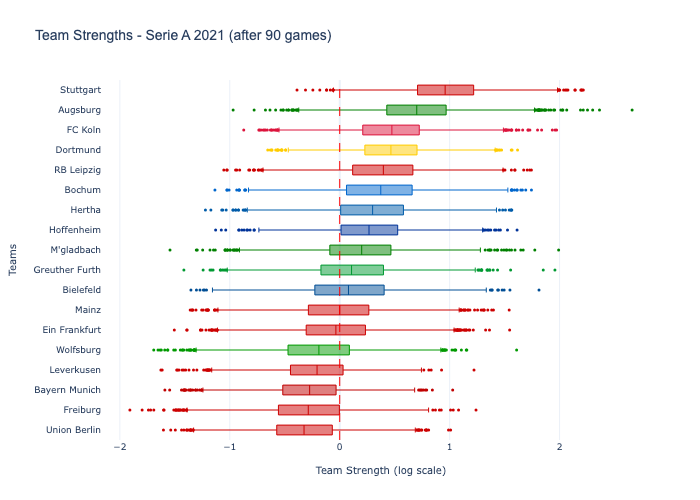 Team Strengths - Serie A 2021 (after 90 games)
Stuttgart
Augsburg
FC Koln
Dortmund
RB Leipzig
Bochum
Hertha
Hoffenheim
M'gladbach
Greuther Furth
Bielefeld
Mainz
Ein Frankfurt
Wolfsburg
Leverkusen
Bayern Munich
Freiburg
Union Berlin
Teams
−2 −1 0 1 2
Team Strength (log scale)